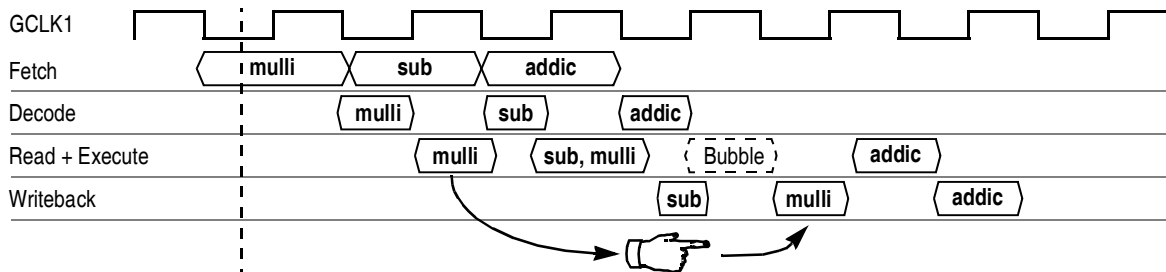 GCLK1
Fetch mulli sub addic
Decode mulli sub addic
Read + Execute mulli sub, mulli Bubble addic
Writeback sub mulli addic